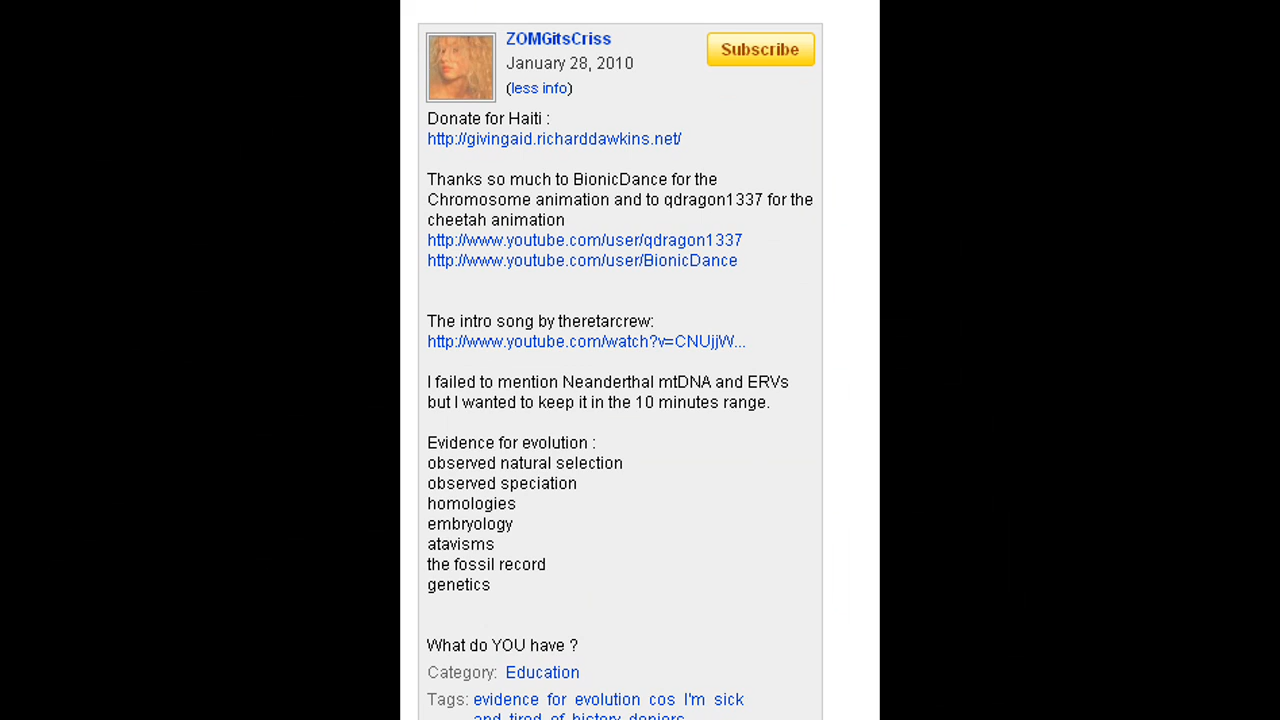 ZOMGitsCriss
Subscribe
January 28, 2010
(less info)
Donate for Haiti :
http://givingaid.richarddawkins.net/
Thanks so much to BionicDance for the
Chromosome animation and to qdragon1337 for the
cheetah animation
http://www.youtube.com/user/qdragon1337
http://www.youtube.com/user/BionicDance
The intro song by theretarcrew:
http://www.youtube.com/watch?v=CNUjjW...
I failed to mention Neanderthal mtDNA and ERVs
but I wanted to keep it in the 10 minutes range.
Evidence for evolution :
observed natural selection
observed speciation
homologies
embryology
atavisms
the fossil record
genetics
What do YOU have ?
Category: Education
Tags: evidence for evolution cos I'm sick
and tired of history deniers